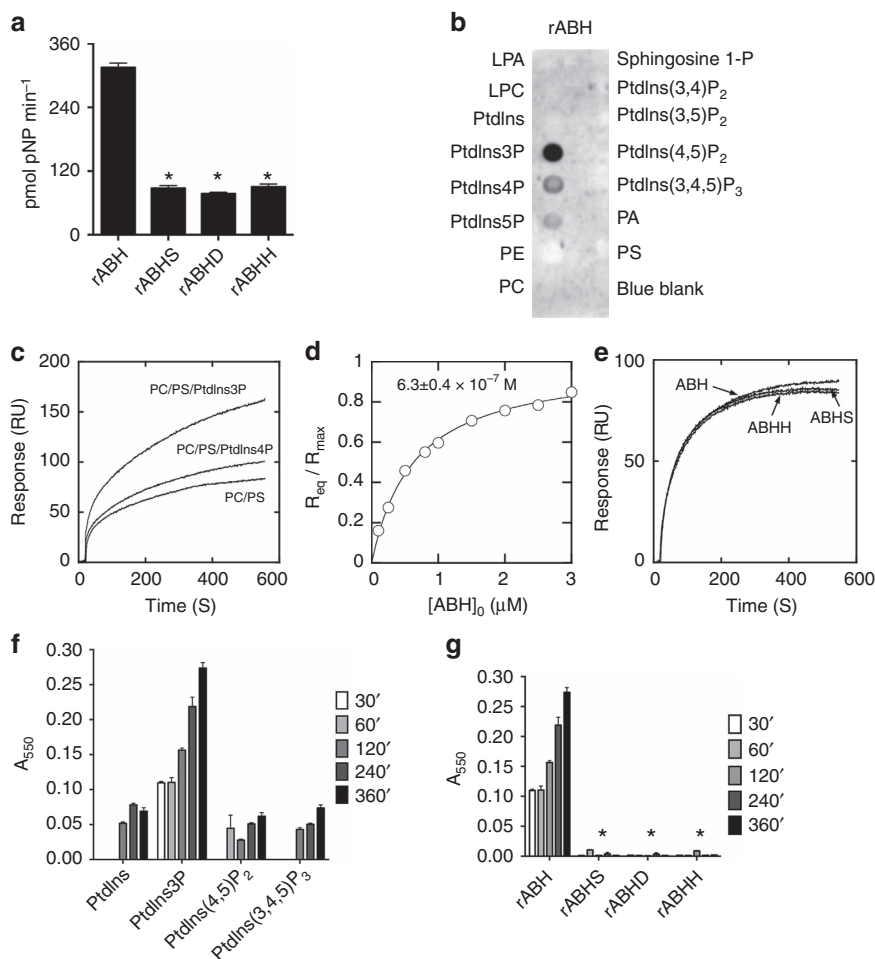 a
360
240
120
0
pmol pNP min⁻¹
* * *
rABH
rABHS
rABHD
rABHH
b
rABH
LPA Sphingosine 1-P
LPC PtdIns(3,4)P₂
PtdIns PtdIns(3,5)P₂
PtdIns3P PtdIns(4,5)P₂
PtdIns4P PtdIns(3,4,5)P₃
PtdIns5P PA
PE PS
PC Blue blank
c
200
150
100
50
0
Response (RU)
PC/PS/PtdIns3P
PC/PS/PtdIns4P
PC/PS
0 200 400 600
Time (S)
d
6.3±0.4 × 10⁻⁷ M
1
0.8
0.6
0.4
0.2
0
R_eq / R_max
0 1 2 3
[ABH]₀ (μM)
e
100
50
0
Response (RU)
ABH
ABHH
ABHS
0 200 400 600
Time (S)
f
0.30
0.25
0.20
0.15
0.10
0.05
0.00
A₅₅₀
30′
60′
120′
240′
360′
PtdIns
PtdIns3P
PtdIns(4,5)P₂
PtdIns(3,4,5)P₃
g
0.30
0.25
0.20
0.15
0.10
0.05
0.00
A₅₅₀
* * *
30′
60′
120′
240′
360′
rABH
rABHS
rABHD
rABHH